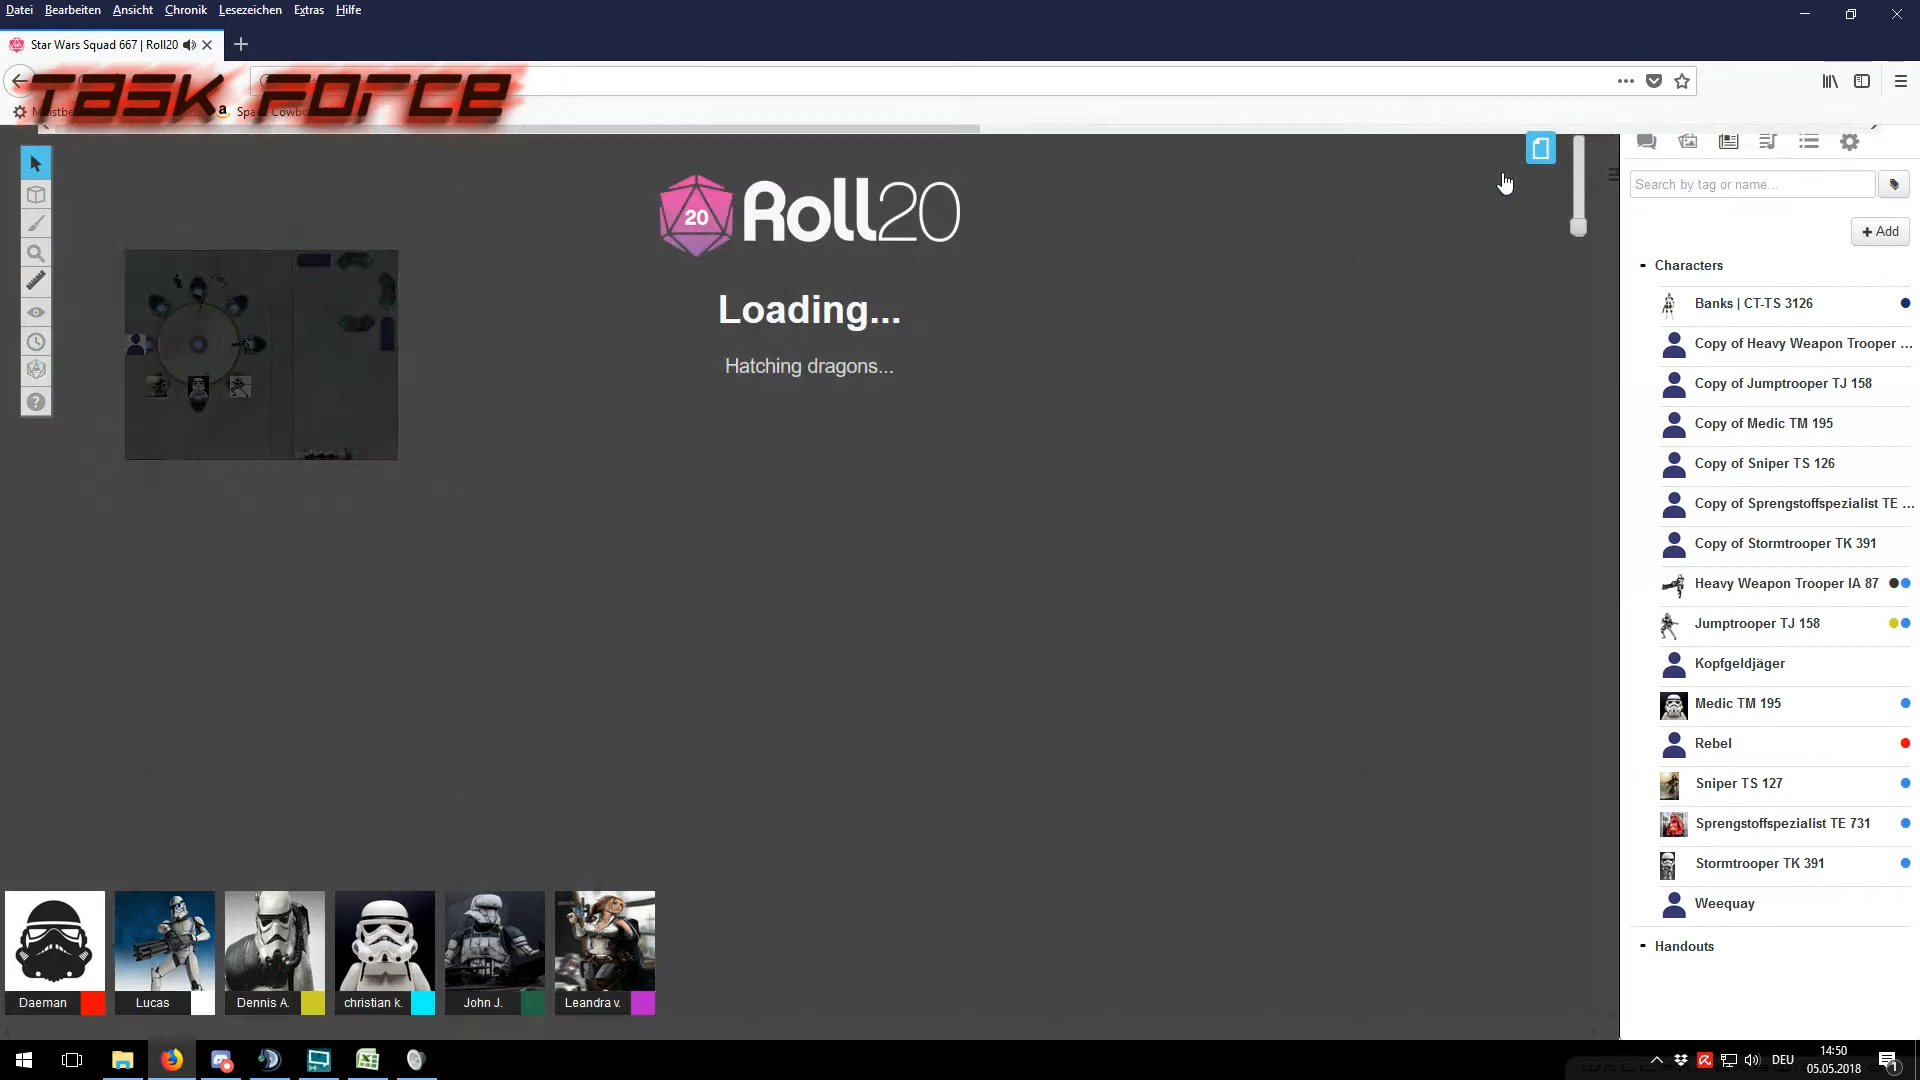 Datei Bearbeiten Ansicht Chronik Lesezeichen Extras Hilfe
Star Wars Squad 667 | Roll20
TASK FORCE
a
20 Roll20
Loading...
Hatching dragons...
Search by tag or name...
+ Add
- Characters
Banks | CT-TS 3126
Copy of Heavy Weapon Trooper ...
Copy of Jumptrooper TJ 158
Copy of Medic TM 195
Copy of Sniper TS 126
Copy of Sprengstoffspezialist TE ...
Copy of Stormtrooper TK 391
Heavy Weapon Trooper IA 87
Jumptrooper TJ 158
Kopfgeldjäger
Medic TM 195
Rebel
Sniper TS 127
Sprengstoffspezialist TE 731
Stormtrooper TK 391
Weequay
- Handouts
Daeman Lucas Dennis A. christian k. John J. Leandra v.
DEU
14:50
05.05.2018
1